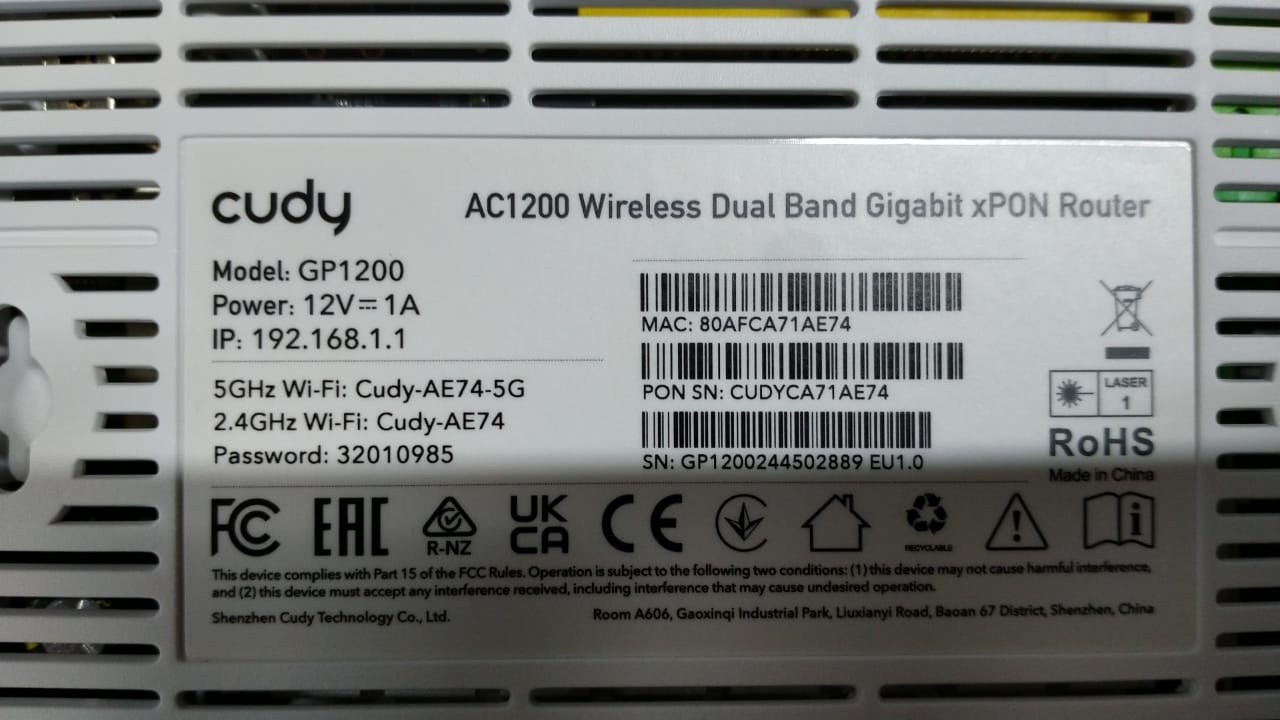 cudy
AC1200 Wireless Dual Band Gigabit xPON Router
Model: GP1200
Power: 12V⎓1A
IP: 192.168.1.1
5GHz Wi-Fi: Cudy-AE74-5G
2.4GHz Wi-Fi: Cudy-AE74
Password: 32010985
MAC: 80AFCA71AE74
PON SN: CUDYCA71AE74
SN: GP1200244502889 EU1.0
LASER
1
RoHS
Made in China
FC
EAC
R-NZ
UK
CA
CE
RECYCLABLE
This device complies with Part 15 of the FCC Rules. Operation is subject to the following two conditions: (1) this device may not cause harmful interference,
and (2) this device must accept any interference received, including interference that may cause undesired operation.
Shenzhen Cudy Technology Co., Ltd.
Room A606, Gaoxinqi Industrial Park, Liuxianyi Road, Baoan 67 District, Shenzhen, China